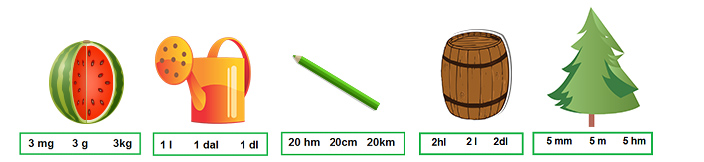 3 mg 3 g 3kg
1 l 1 dal 1 dl
20 hm 20cm 20km
2hl 2 l 2dl
5 mm 5 m 5 hm